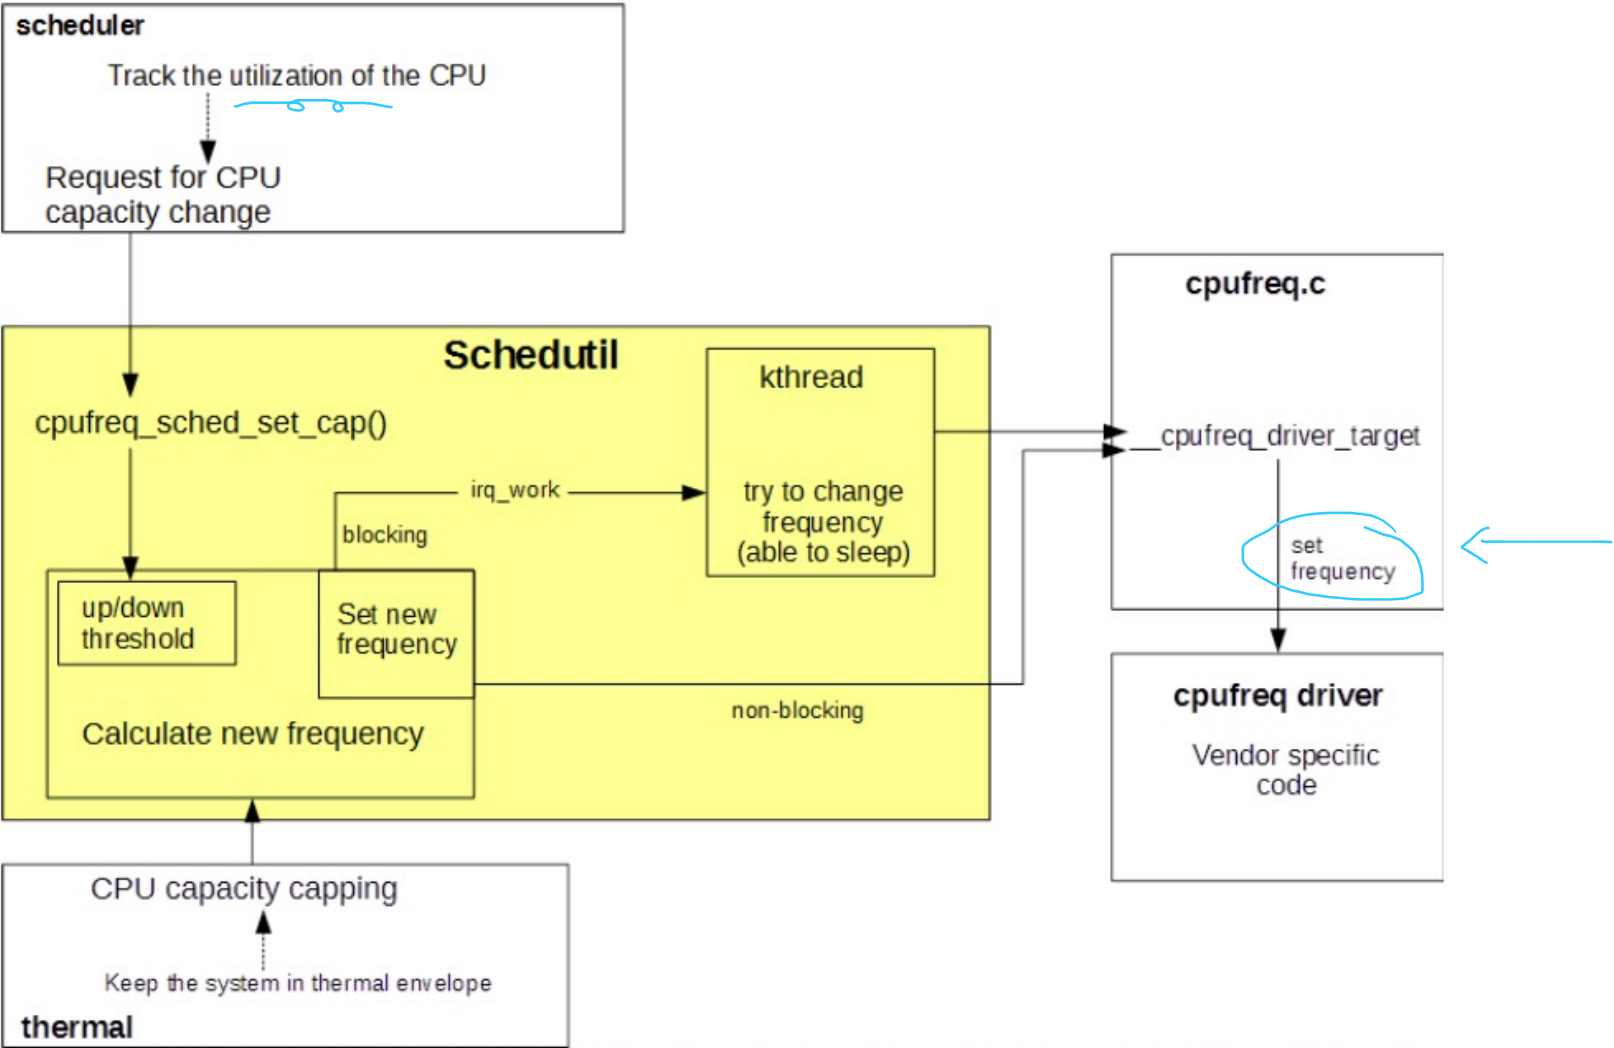 scheduler
Track the utilization of the CPU
Request for CPU
capacity change
Schedutil
cpufreq_sched_set_cap()
blocking
irq_work
kthread
try to change
frequency
(able to sleep)
up/down
threshold
Set new
frequency
Calculate new frequency
non-blocking
cpufreq.c
__cpufreq_driver_target
set
frequency
cpufreq driver
Vendor specific
code
CPU capacity capping
Keep the system in thermal envelope
thermal